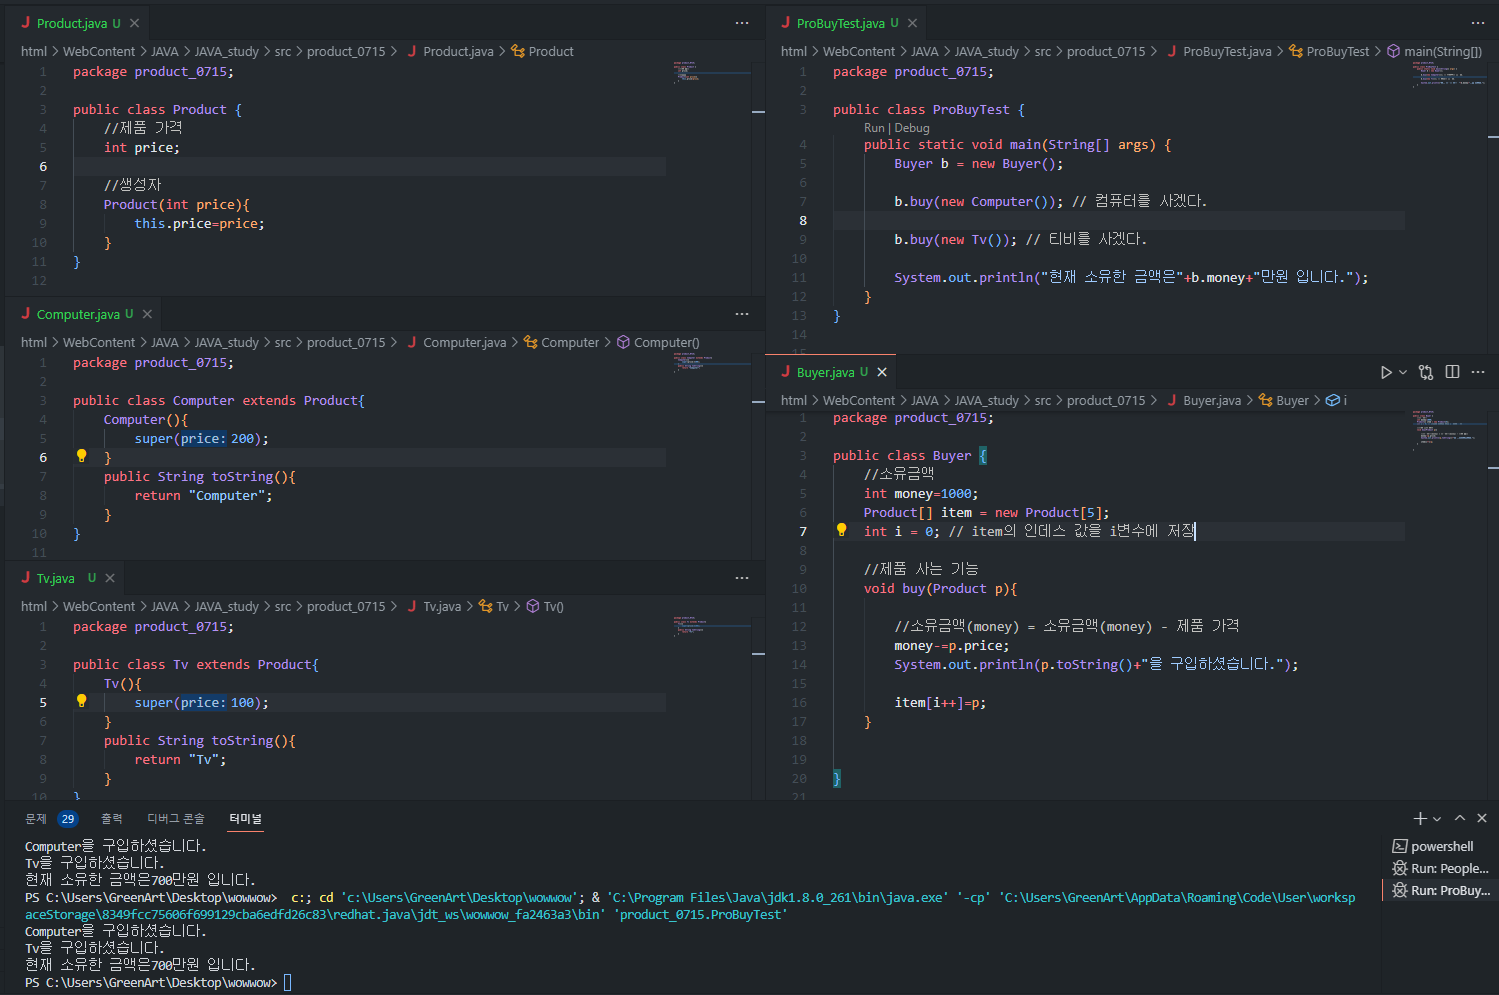 Product.java U
html > WebContent > JAVA > JAVA_study > src > product_0715 > Product.java > Product
1 package product_0715;
2
3 public class Product {
4 //제품 가격
5 int price;
6
7 //생성자
8 Product(int price){
9 this.price=price;
10 }
11 }
12
Computer.java U
html > WebContent > JAVA > JAVA_study > src > product_0715 > Computer.java > Computer > Computer()
1 package product_0715;
2
3 public class Computer extends Product{
4 Computer(){
5 super(price: 200);
6 }
7 public String toString(){
8 return "Computer";
9 }
10 }
11
Tv.java U
html > WebContent > JAVA > JAVA_study > src > product_0715 > Tv.java > Tv > Tv()
1 package product_0715;
2
3 public class Tv extends Product{
4 Tv(){
5 super(price: 100);
6 }
7 public String toString(){
8 return "Tv";
9 }
10 }
ProBuyTest.java U
html > WebContent > JAVA > JAVA_study > src > product_0715 > ProBuyTest.java > ProBuyTest > main(String[])
1 package product_0715;
2
3 public class ProBuyTest {
Run | Debug
4 public static void main(String[] args) {
5 Buyer b = new Buyer();
6
7 b.buy(new Computer()); // 컴퓨터를 사겠다.
8
9 b.buy(new Tv()); // 티비를 사겠다.
10
11 System.out.println("현재 소유한 금액은"+b.money+"만원 입니다.");
12 }
13 }
14
15
Buyer.java U
html > WebContent > JAVA > JAVA_study > src > product_0715 > Buyer.java > Buyer > i
1 package product_0715;
2
3 public class Buyer {
4 //소유금액
5 int money=1000;
6 Product[] item = new Product[5];
7 int i = 0; // item의 인데스 값을 i변수에 저장
8
9 //제품 사는 기능
10 void buy(Product p){
11
12 //소유금액(money) = 소유금액(money) - 제품 가격
13 money-=p.price;
14 System.out.println(p.toString()+"을 구입하셨습니다.");
15
16 item[i++]=p;
17 }
18
19
20 }
21
문제 29 출력 디버그 콘솔 터미널
Computer을 구입하셨습니다.
Tv을 구입하셨습니다.
현재 소유한 금액은700만원 입니다.
PS C:\Users\GreenArt\Desktop\wowwow> c:; cd 'c:\Users\GreenArt\Desktop\wowwow'; & 'C:\Program Files\Java\jdk1.8.0_261\bin\java.exe' '-cp' 'C:\Users\GreenArt\AppData\Roaming\Code\User\worksp
aceStorage\8349fcc75606f699129cba6edfd26c83\redhat.java\jdt_ws\wowwow_fa2463a3\bin' 'product_0715.ProBuyTest'
Computer을 구입하셨습니다.
Tv을 구입하셨습니다.
현재 소유한 금액은700만원 입니다.
PS C:\Users\GreenArt\Desktop\wowwow>
powershell
Run: People...
Run: ProBuy...